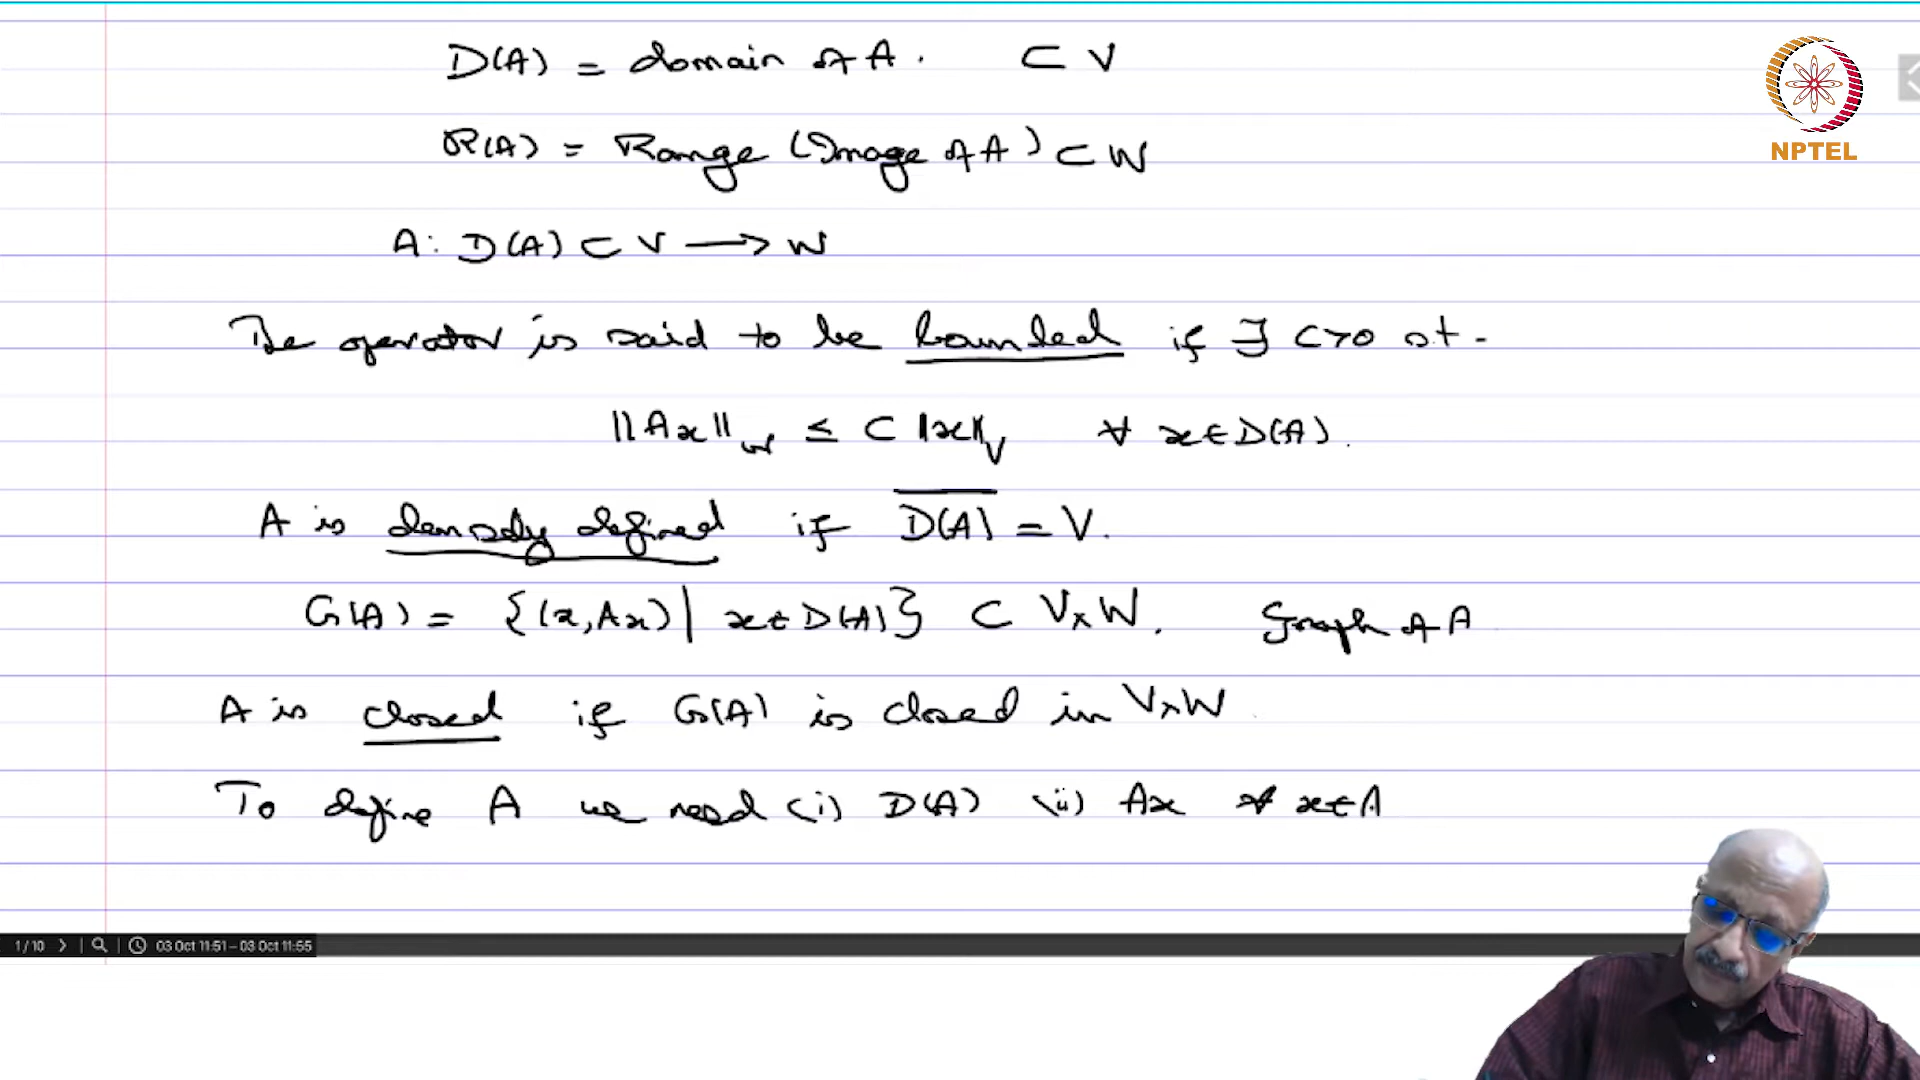 D(A) = domain of A. ⊂ V
NPTEL
R(A) = Range (Image of A) ⊂ W
A: D(A) ⊂ V ⟶ W
The operator is said to be bounded if ∃ C>0 s.t.
||Ax||_W ≤ C ||x||_V ∀ x∈D(A).
A is densely defined if \overline{D(A)} = V.
G(A) = {(x,Ax) | x∈D(A)} ⊂ V×W. Graph of A
A is closed if G(A) is closed in V×W.
To define A we need (i) D(A) (ii) Ax ∀ x∈A
1/10 03 Oct 11:51 – 03 Oct 11:55